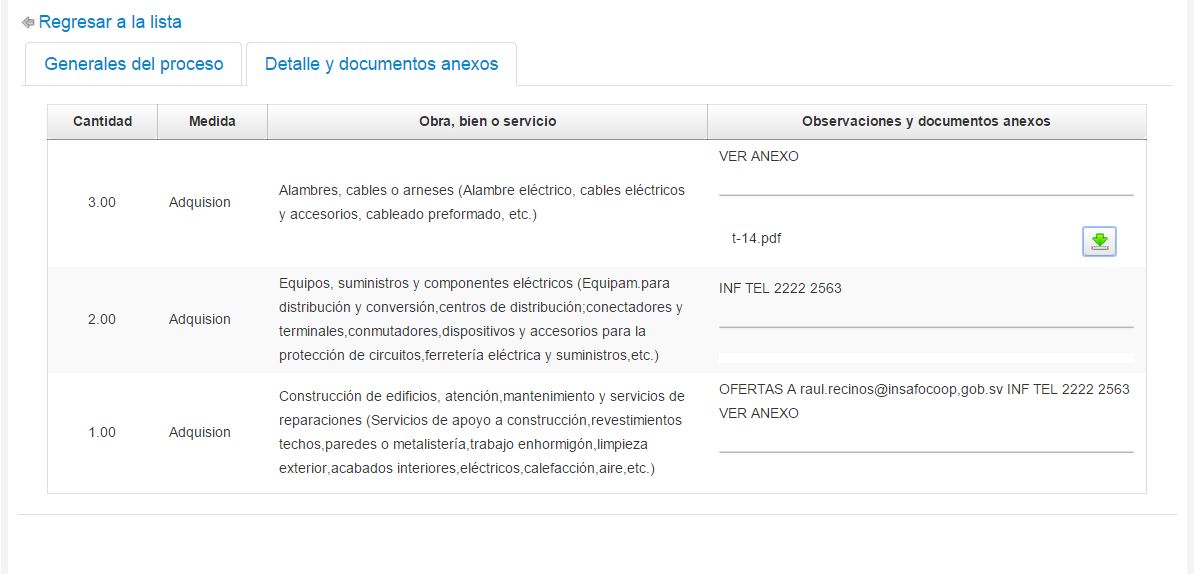 Regresar a la lista
Generales del proceso
Detalle y documentos anexos
Cantidad
Medida
Obra, bien o servicio
Observaciones y documentos anexos
3.00
Adquision
Alambres, cables o arneses (Alambre eléctrico, cables eléctricos
y accesorios, cableado preformado, etc.)
VER ANEXO
t-14.pdf
2.00
Adquision
Equipos, suministros y componentes eléctricos (Equipam.para
distribución y conversión,centros de distribución;conectadores y
terminales,conmutadores,dispositivos y accesorios para la
protección de circuitos,ferretería eléctrica y suministros,etc.)
INF TEL 2222 2563
1.00
Adquision
Construcción de edificios, atención,mantenimiento y servicios de
reparaciones (Servicios de apoyo a construcción,revestimientos
techos,paredes o metalistería,trabajo enhormigón,limpieza
exterior,acabados interiores,eléctricos,calefacción,aire,etc.)
OFERTAS A raul.recinos@insafocoop,gob.sv INF TEL 2222 2563
VER ANEXO